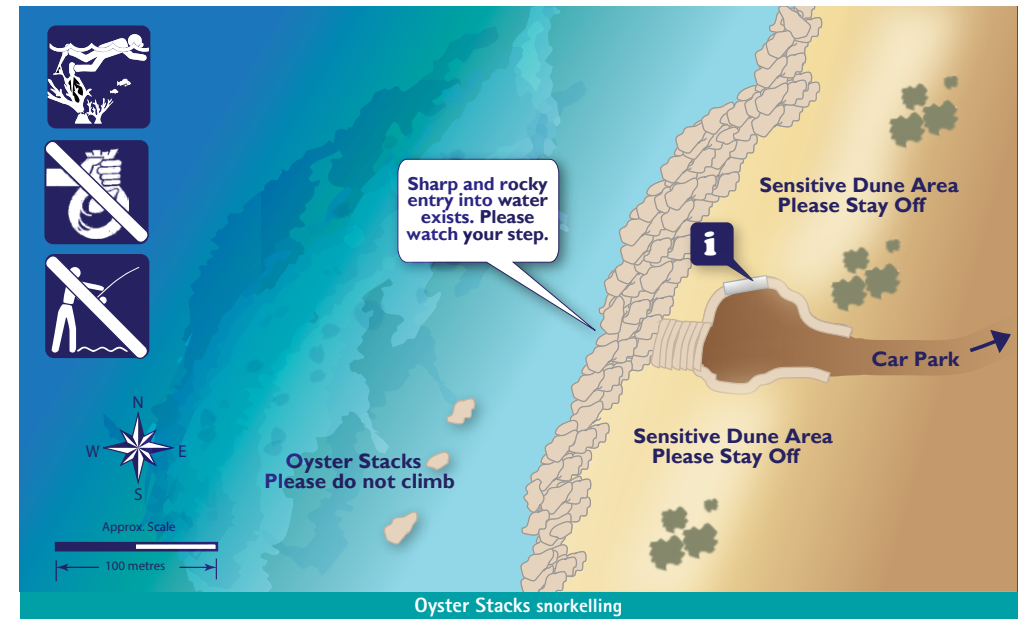 Sharp and rocky
entry into water
exists. Please
watch your step.
Sensitive Dune Area
Please Stay Off
i
Car Park
Sensitive Dune Area
Please Stay Off
Oyster Stacks
Please do not climb
N
W E
S
Approx. Scale
100 metres
Oyster Stacks snorkelling